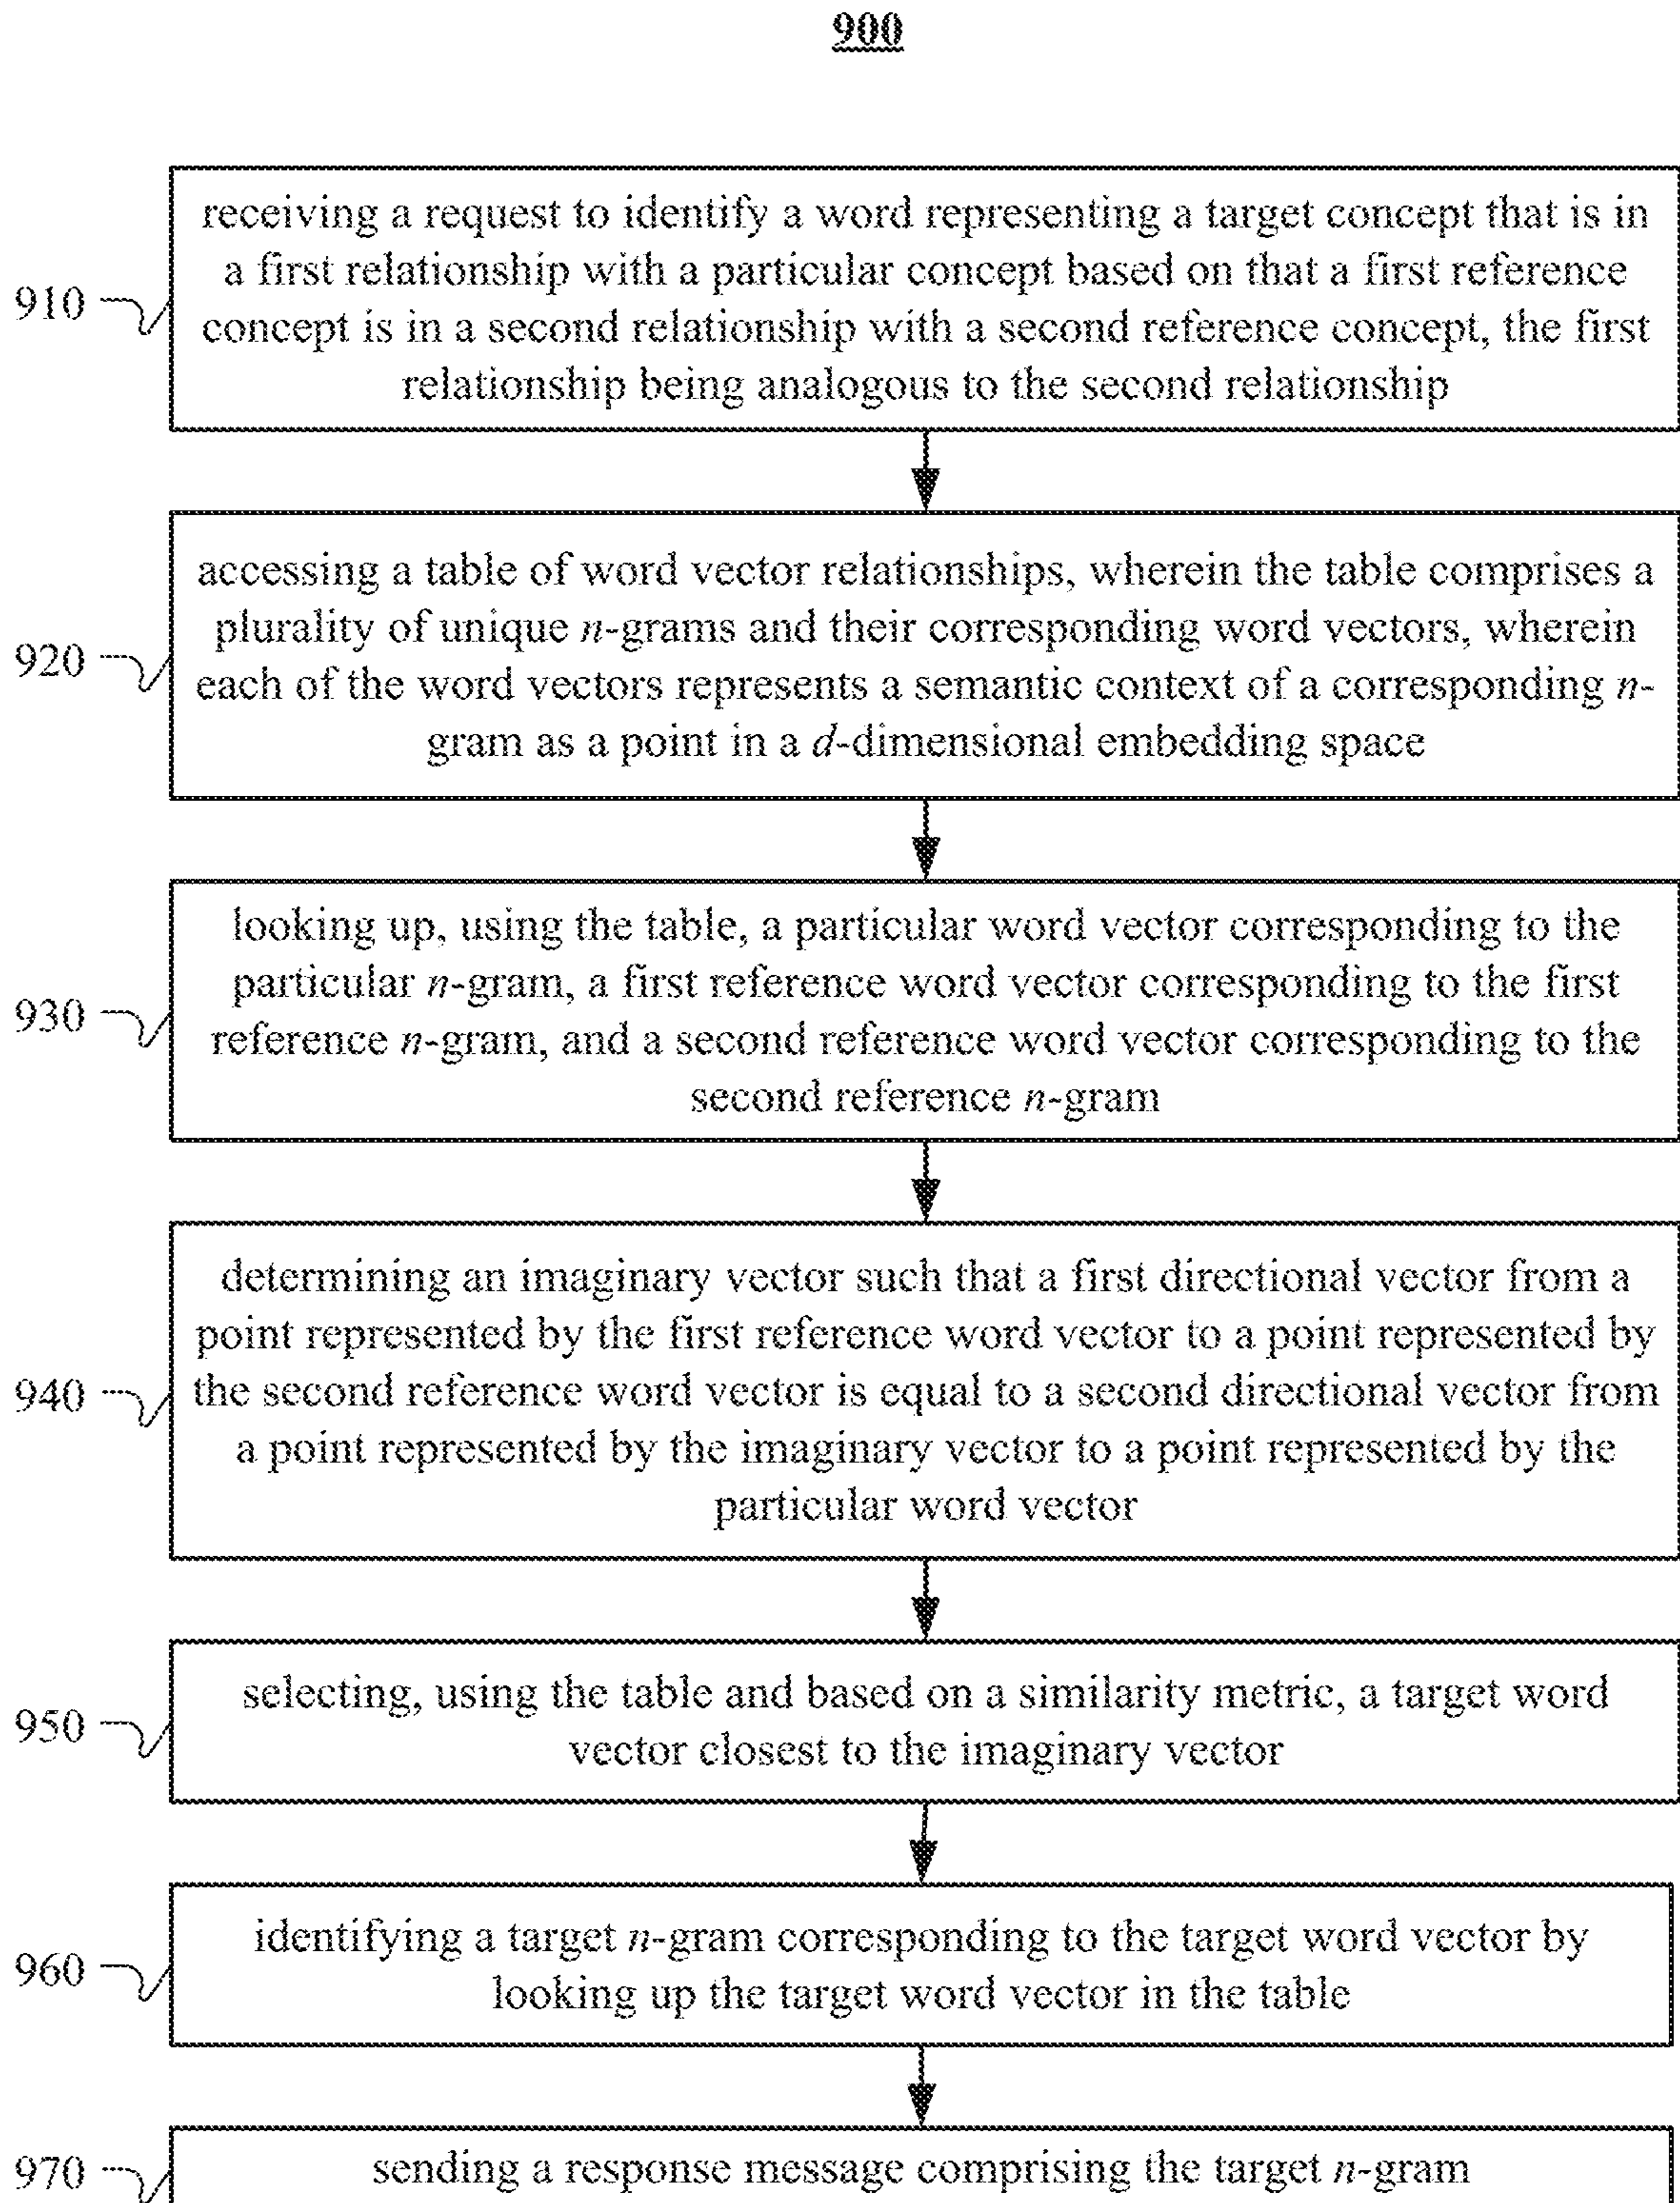 900
receiving a request to identify a word representing a target concept that is in
a first relationship with a particular concept based on that a first reference
910
concept is in a second relationship with a second reference concept, the first
relationship being analogous to the second relationship
accessing a table of word vector relationships, wherein the table comprises a
plurality of unique n-grams and their corresponding word vectors, wherein
920
each of the word vectors represents a semantic context of a corresponding n-
gram as a point in a d-dimensional embedding space
looking up, using the table, a particular word vector corresponding to the
particular n-gram, a first reference word vector corresponding to the first
930
reference n-gram, and a second reference word vector corresponding to the
second reference n-gram
determining an imaginary vector such that a first directional vector from a
point represented by the first reference word vector to a point represented by
940
the second reference word vector is equal to a second directional vector from
a point represented by the imaginary vector to a point represented by the
particular word vector
selecting, using the table and based on a similarity metric, a target word
950
vector closest to the imaginary vector
identifying a target n-gram corresponding to the target word vector by
960
looking up the target word vector in the table
970
sending a response message comprising the target n-gram